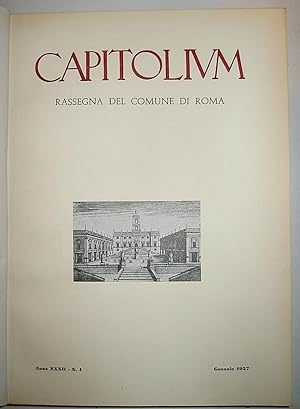 CAPITOLIVM
RASSEGNA DEL COMUNE DI ROMA
Anno XXXII - N. 1 Gennaio 1957